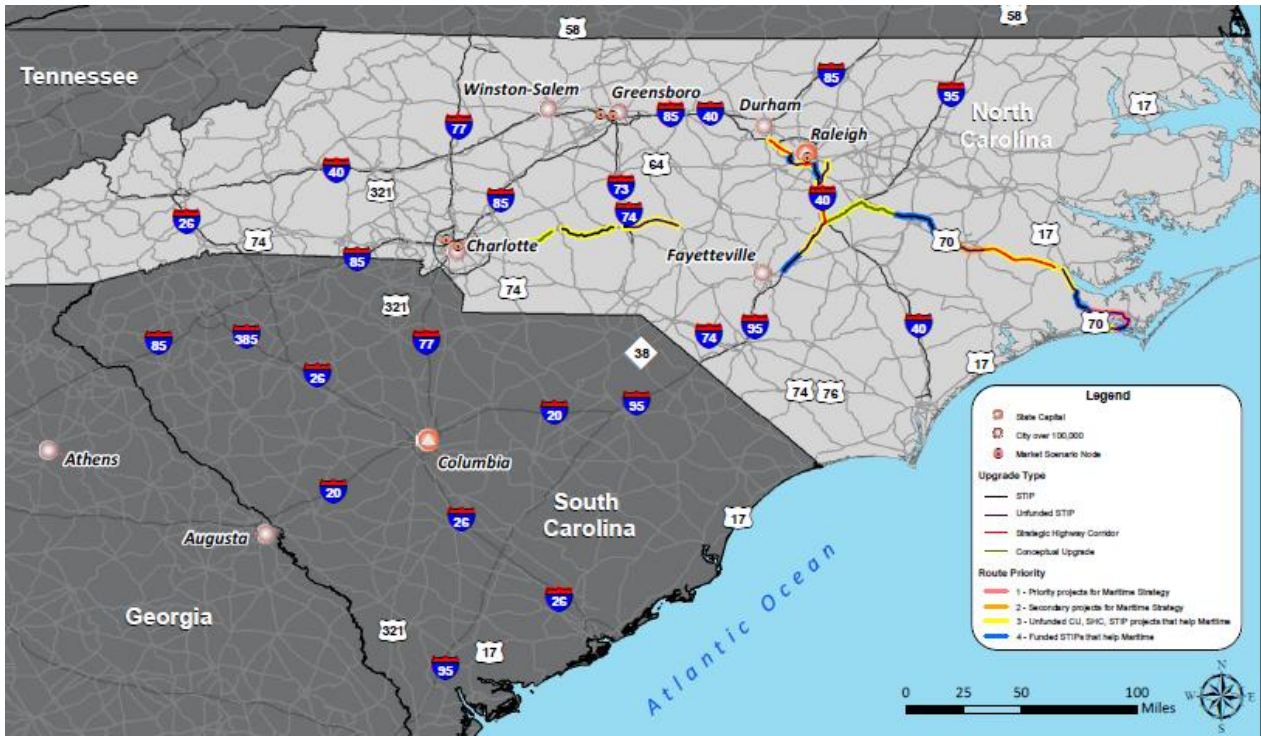 58
58
Tennessee
Winston-Salem
Greensboro
Durham
Raleigh
North
Carolina
85
95
17
77
85
40
40
321
64
73
74
85
40
26
74
85
Charlotte
Fayetteville
70
17
74
321
77
85
385
26
38
74
95
40
70
17
74
76
20
95
Athens
Columbia
20
26
South
Carolina
17
Augusta
Georgia
26
321
17
95
Atlantic Ocean
Legend
State Capital
City over 100,000
Market Scenario Node
Upgrade Type
STIP
Unfunded STIP
Strategic Highway Corridor
Conceptual Upgrade
Route Priority
1 - Priority projects for Maritime Strategy
2 - Secondary projects for Maritime Strategy
3 - Unfunded CU, SHC, STIP projects that help Maritime
4 - Funded STIPs that help Maritime
0 25 50 100
Miles
N
W E
S